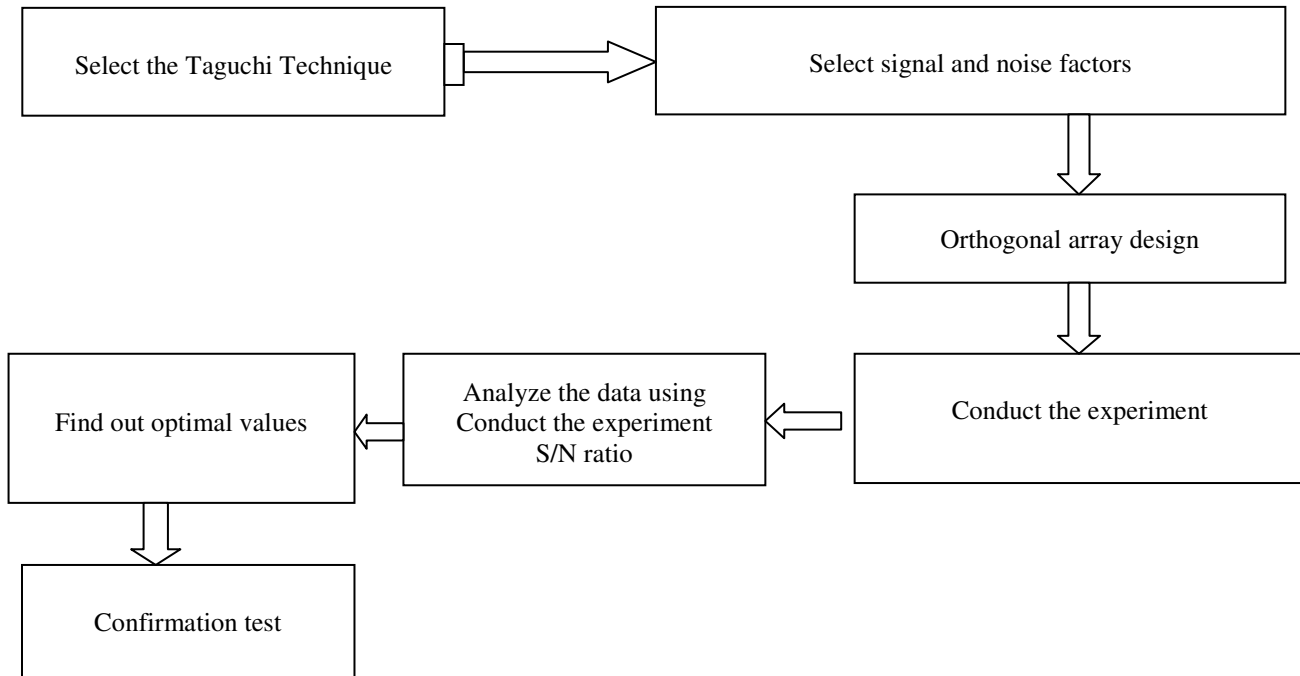 Select the Taguchi Technique
Select signal and noise factors
Orthogonal array design
Conduct the experiment
Analyze the data using
Conduct the experiment
S/N ratio
Find out optimal values
Confirmation test